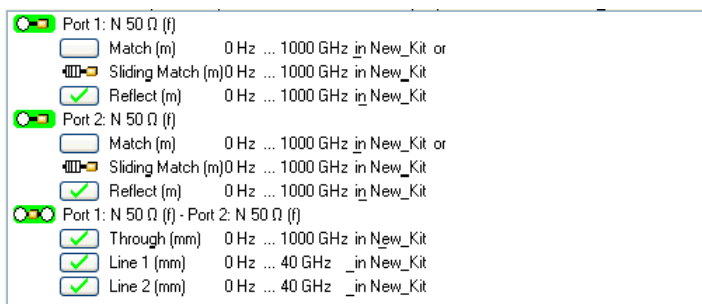 Port 1: N 50 Ω (f)
Match (m) 0 Hz ... 1000 GHz in New_Kit or
Sliding Match (m)0 Hz ... 1000 GHz in New_Kit
Reflect (m) 0 Hz ... 1000 GHz in New_Kit
Port 2: N 50 Ω (f)
Match (m) 0 Hz ... 1000 GHz in New_Kit or
Sliding Match (m)0 Hz ... 1000 GHz in New_Kit
Reflect (m) 0 Hz ... 1000 GHz in New_Kit
Port 1: N 50 Ω (f) - Port 2: N 50 Ω (f)
Through (mm) 0 Hz ... 1000 GHz in New_Kit
Line 1 (mm) 0 Hz ... 40 GHz _in New_Kit
Line 2 (mm) 0 Hz ... 40 GHz _in New_Kit